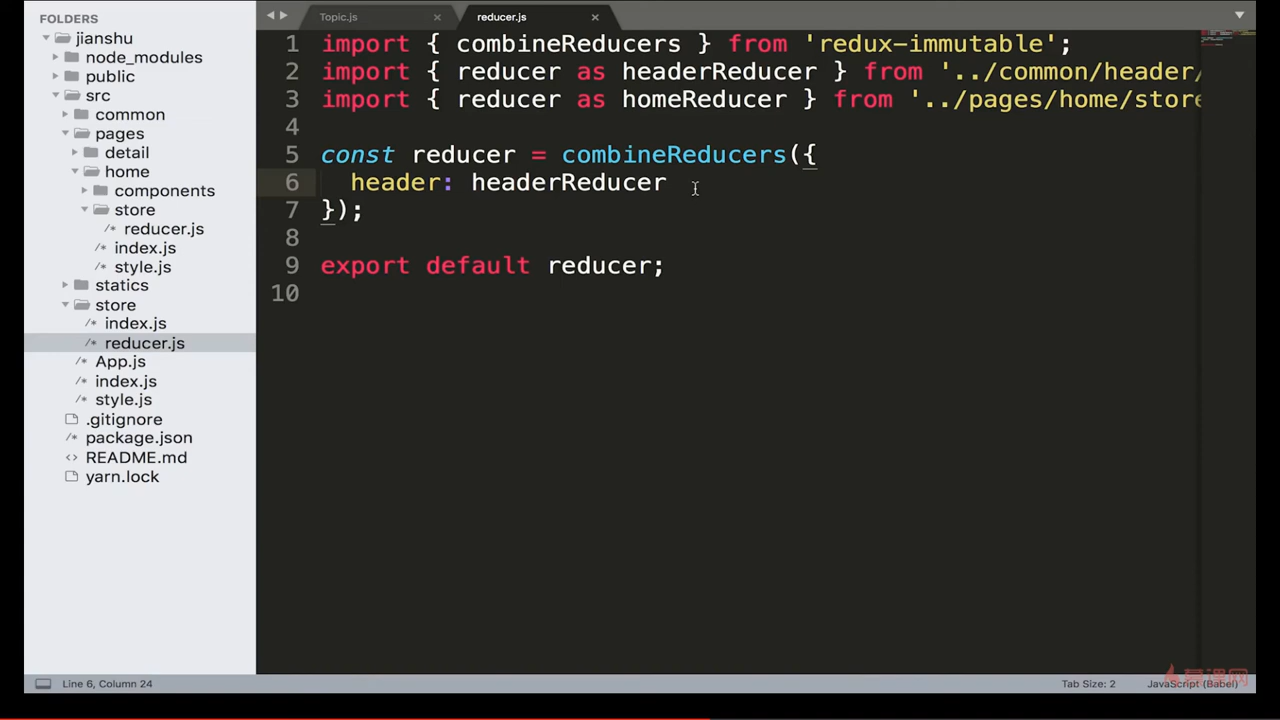 FOLDERS
jianshu
node_modules
public
src
common
pages
detail
home
components
store
reducer.js
index.js
style.js
statics
store
index.js
reducer.js
App.js
index.js
style.js
.gitignore
package.json
README.md
yarn.lock
Topic.js
reducer.js
1 import { combineReducers } from 'redux-immutable';
2 import { reducer as headerReducer } from '../common/header/
3 import { reducer as homeReducer } from '../pages/home/store
4
5 const reducer = combineReducers({
6 header: headerReducer
7 });
8
9 export default reducer;
10
Line 6, Column 24
Tab Size: 2
JavaScript (Babel)
慕课网